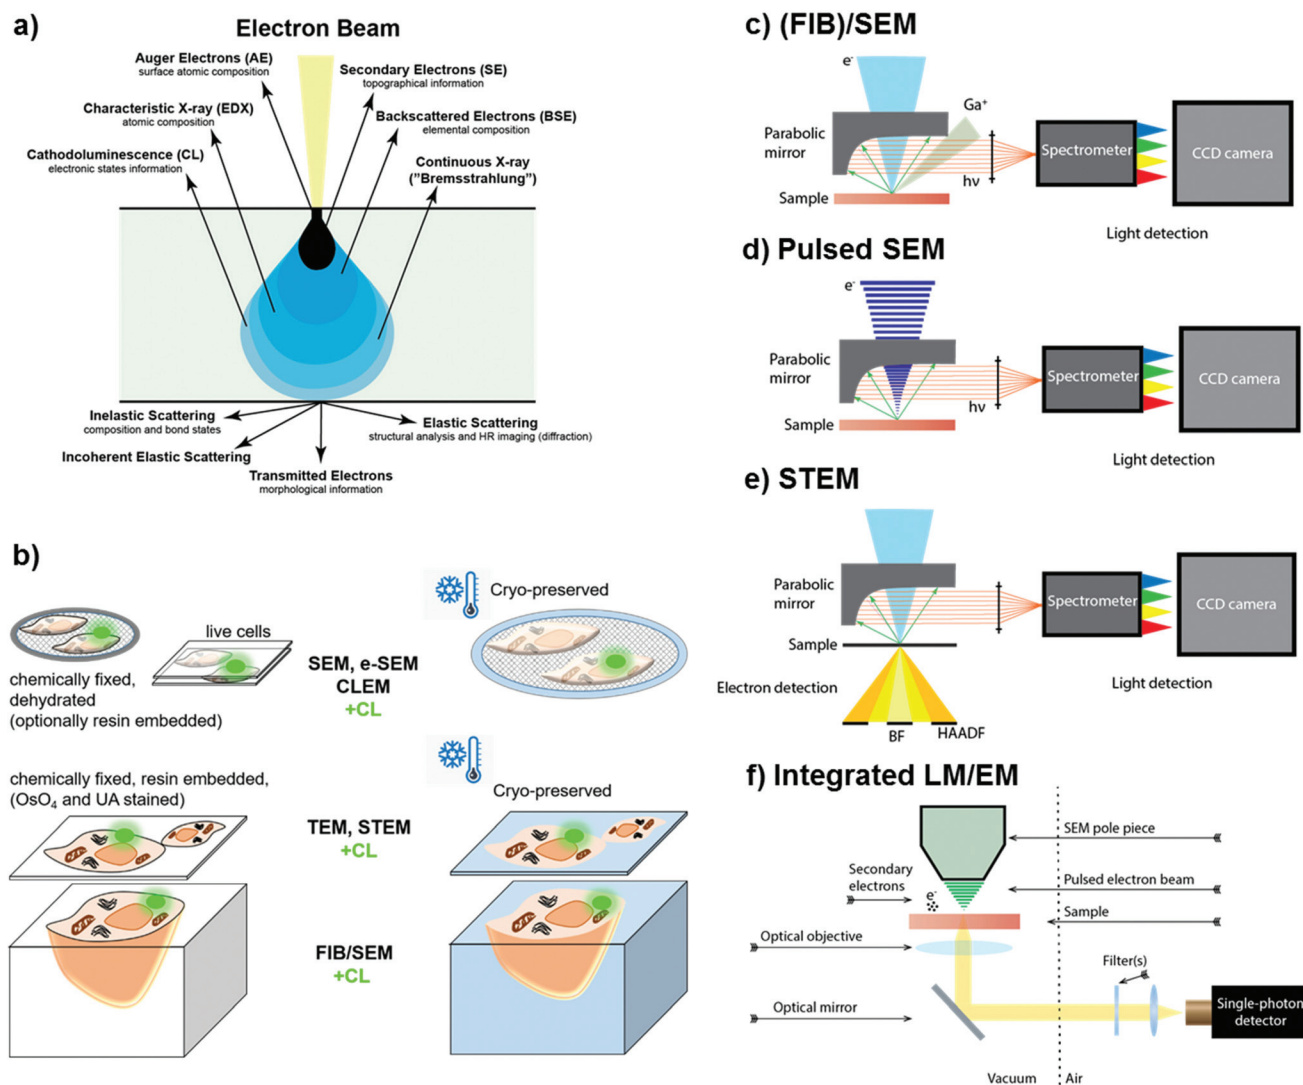 a)
Electron Beam
Auger Electrons (AE)
surface atomic composition
Secondary Electrons (SE)
topographical information
Characteristic X-ray (EDX)
atomic composition
Backscattered Electrons (BSE)
elemental composition
Cathodoluminescence (CL)
electronic states information
Continuous X-ray
("Bremsstrahlung")
Inelastic Scattering
composition and bond states
Elastic Scattering
structural analysis and HR imaging (diffraction)
Incoherent Elastic Scattering
Transmitted Electrons
morphological information
b)
live cells
chemically fixed,
dehydrated
(optionally resin embedded)
SEM, e-SEM
CLEM
+CL
Cryo-preserved
chemically fixed, resin embedded,
(OsO4 and UA stained)
TEM, STEM
+CL
Cryo-preserved
FIB/SEM
+CL
c) (FIB)/SEM
e-
Ga+
Parabolic
mirror
Sample
hν
Spectrometer
CCD camera
Light detection
d) Pulsed SEM
e-
Parabolic
mirror
Sample
hν
Spectrometer
CCD camera
Light detection
e) STEM
Parabolic
mirror
Sample
Electron detection
BF
HAADF
Spectrometer
CCD camera
Light detection
f) Integrated LM/EM
SEM pole piece
Secondary
electrons
e-
Pulsed electron beam
Sample
Optical objective
Filter(s)
Optical mirror
Single-photon
detector
Vacuum
Air